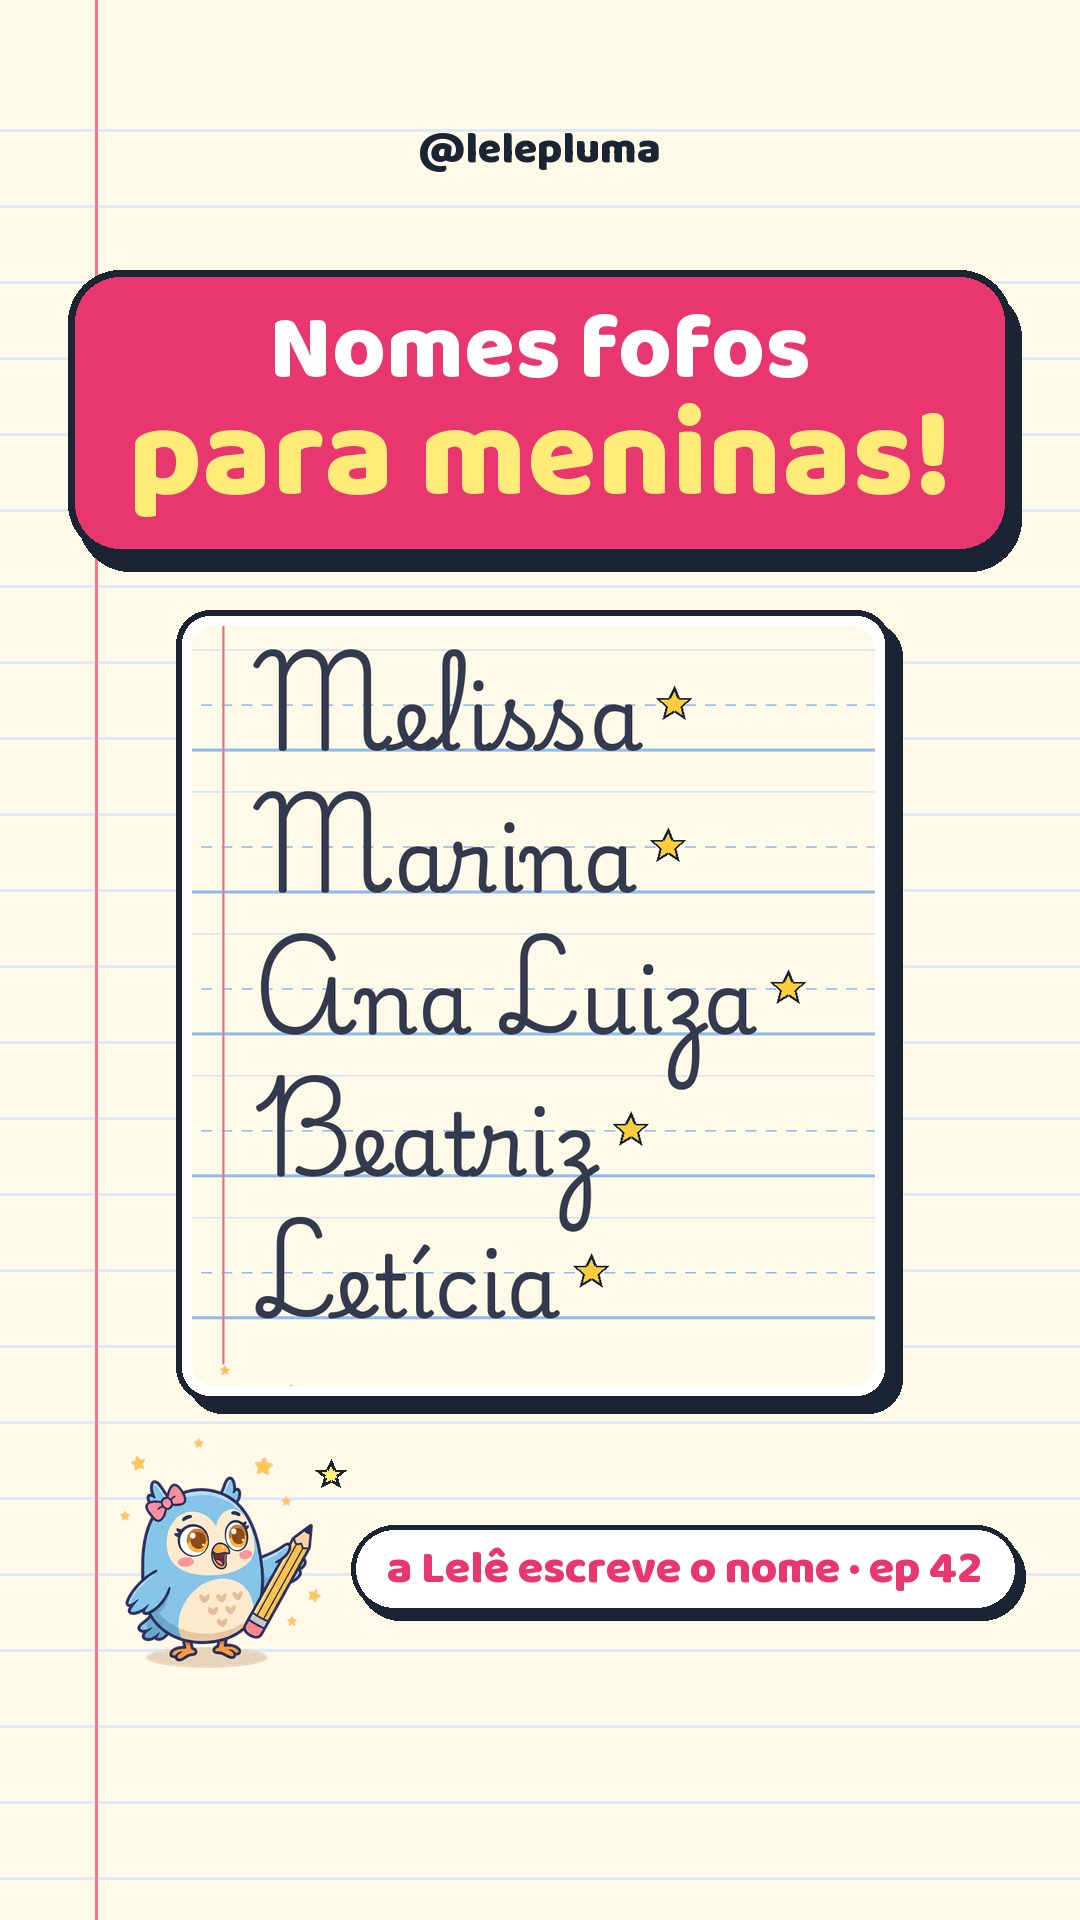 @lelepluma
Nomes fofos
para meninas!
Melissa
Marina
Ana Luiza
Beatriz
Letícia
a Lelê escreve o nome · ep 42